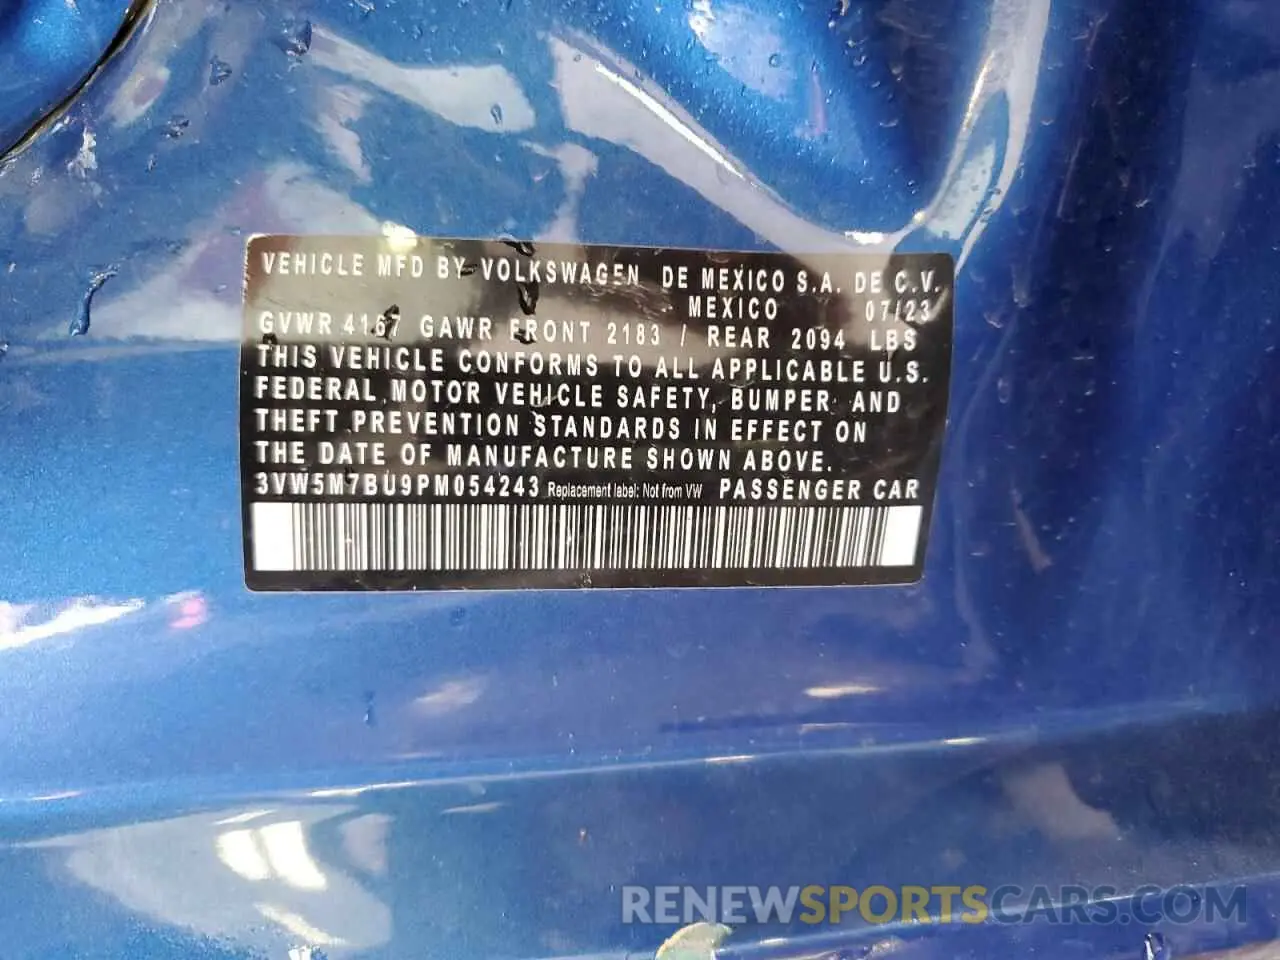 VEHICLE MFD BY VOLKSWAGEN DE MEXICO S.A. DE C.V.
MEXICO 07/23
GVWR 4167 GAWR FRONT 2183 / REAR 2094 LBS
THIS VEHICLE CONFORMS TO ALL APPLICABLE U.S.
FEDERAL MOTOR VEHICLE SAFETY, BUMPER AND
THEFT PREVENTION STANDARDS IN EFFECT ON
THE DATE OF MANUFACTURE SHOWN ABOVE.
3VW5M7BU9PM054243 Replacement label: Not from VW PASSENGER CAR
RENEWSPORTSCARS.COM